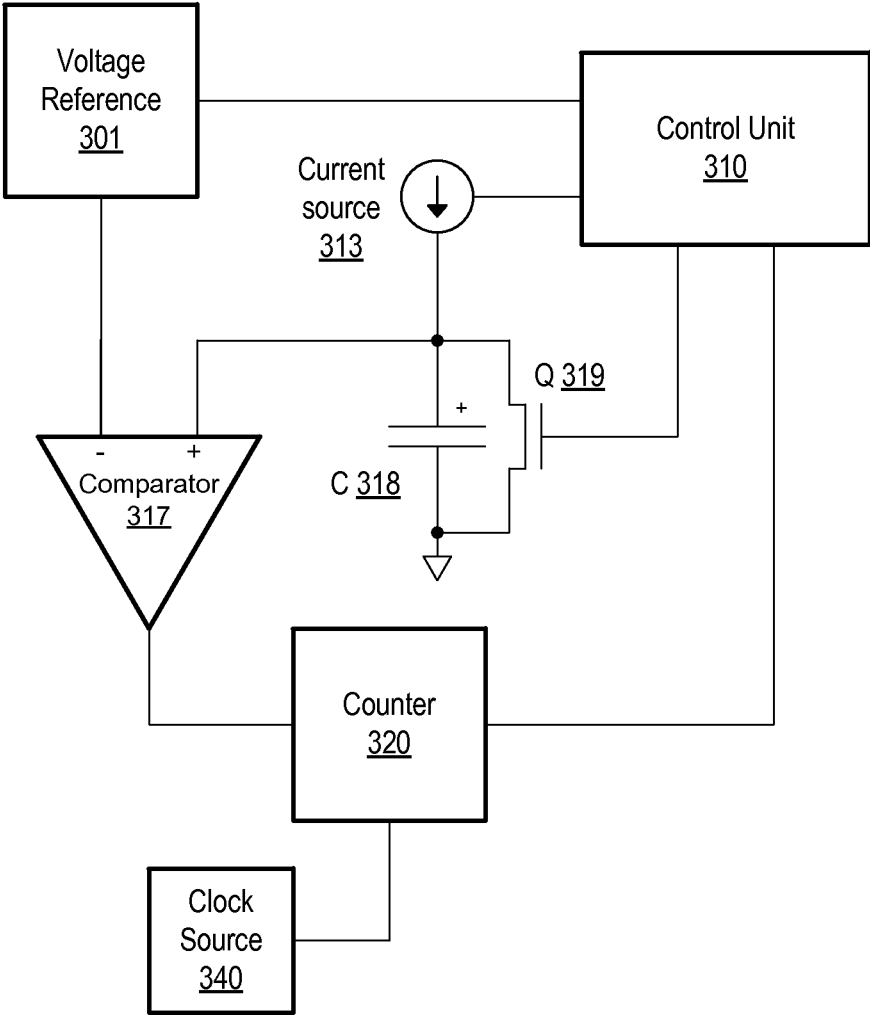 Voltage
Reference
301
Control Unit
310
Current
source
313
Q 319
+
C 318
- +
Comparator
317
Counter
320
Clock
Source
340